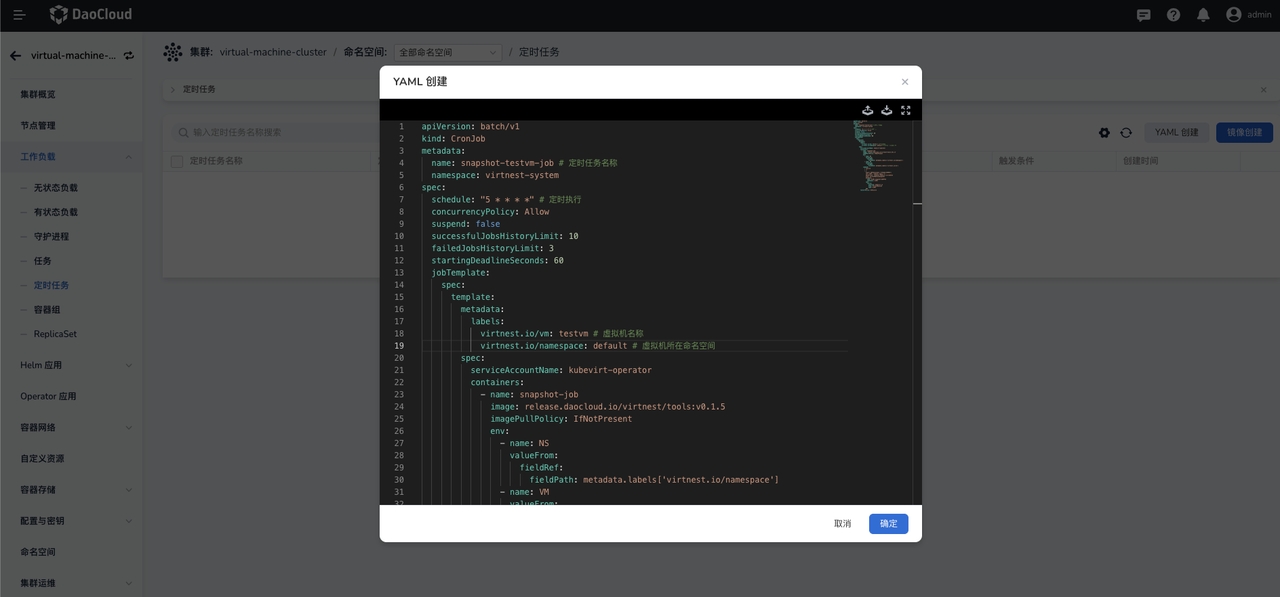 DaoCloud
admin
virtual-machine-...
集群: virtual-machine-cluster / 命名空间: 全部命名空间 / 定时任务
集群概览
节点管理
工作负载
无状态负载
有状态负载
守护进程
任务
定时任务
容器组
ReplicaSet
Helm 应用
Operator 应用
容器网络
自定义资源
容器存储
配置与密钥
命名空间
集群运维
定时任务
输入定时任务名称搜索
YAML 创建
镜像创建
定时任务名称
触发条件
创建时间
YAML 创建
1 apiVersion: batch/v1
2 kind: CronJob
3 metadata:
4 name: snapshot-testvm-job # 定时任务名称
5 namespace: virtnest-system
6 spec:
7 schedule: "5 * * * *" # 定时执行
8 concurrencyPolicy: Allow
9 suspend: false
10 successfulJobsHistoryLimit: 10
11 failedJobsHistoryLimit: 3
12 startingDeadlineSeconds: 60
13 jobTemplate:
14 spec:
15 template:
16 metadata:
17 labels:
18 virtnest.io/vm: testvm # 虚拟机名称
19 virtnest.io/namespace: default # 虚拟机所在命名空间
20 spec:
21 serviceAccountName: kubevirt-operator
22 containers:
23 - name: snapshot-job
24 image: release.daocloud.io/virtnest/tools:v0.1.5
25 imagePullPolicy: IfNotPresent
26 env:
27 - name: NS
28 valueFrom:
29 fieldRef:
30 fieldPath: metadata.labels['virtnest.io/namespace']
31 - name: VM
32 valueFrom:
取消
确定